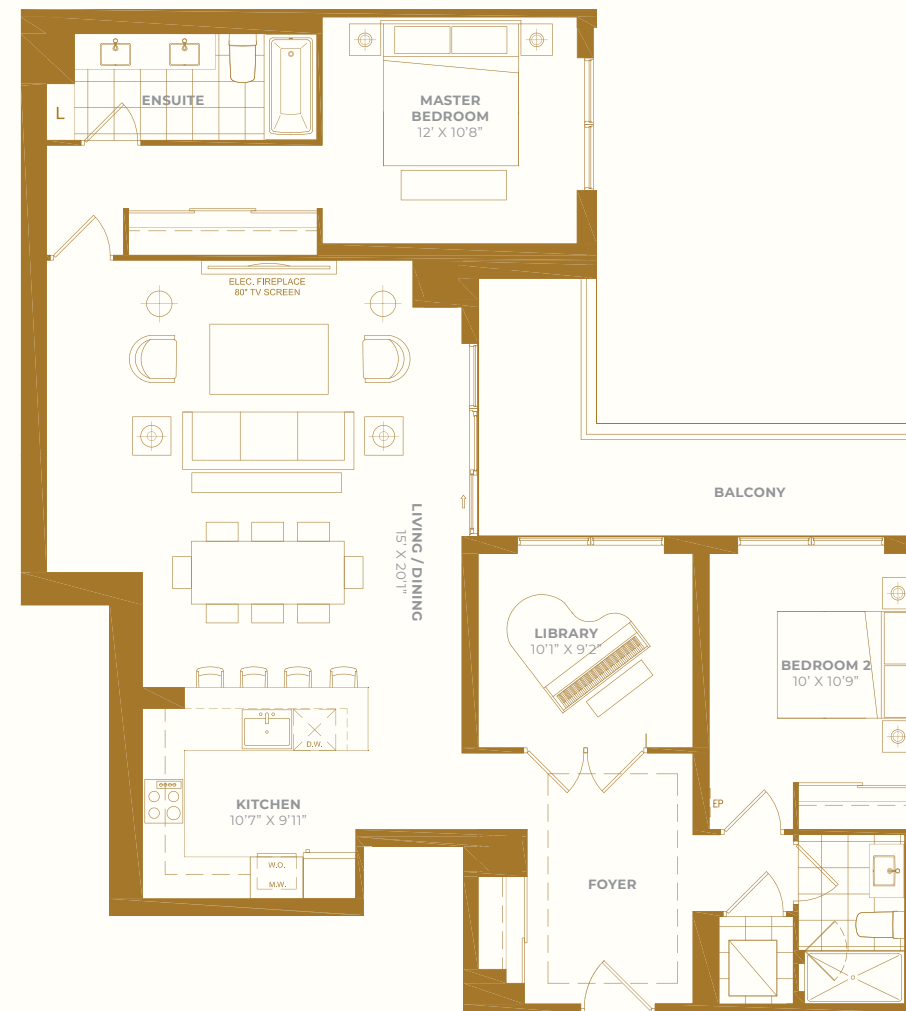 ENSUITE
L
MASTER
BEDROOM
12’ X 10’8”
ELEC. FIREPLACE
80" TV SCREEN
BALCONY
LIVING / DINING
15’ X 20’1”
LIBRARY
10’1” X 9’2”
BEDROOM 2
10’ X 10’9”
D.W.
KITCHEN
10’7” X 9’11”
EP
W.O.
M.W.
FOYER